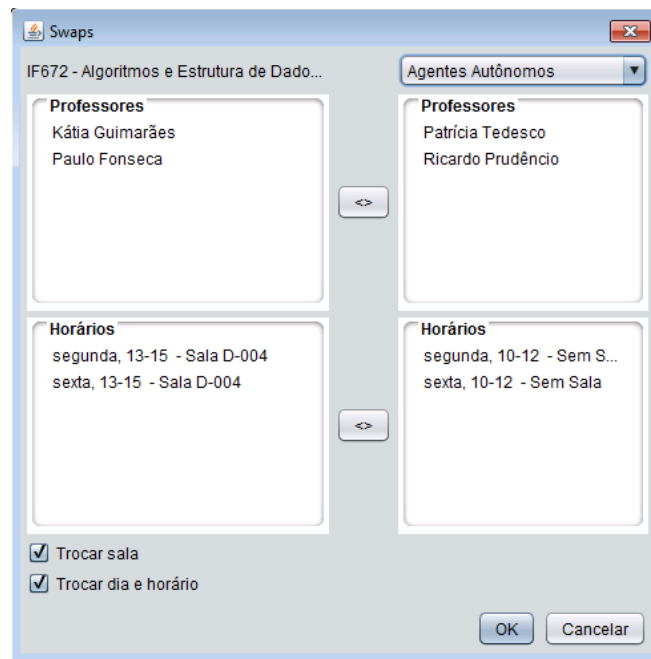 Swaps
IF672 - Algoritmos e Estrutura de Dado...
Agentes Autônomos
Professores
Kátia Guimarães
Paulo Fonseca
Professores
Patrícia Tedesco
Ricardo Prudêncio
<>
Horários
segunda, 13-15 - Sala D-004
sexta, 13-15 - Sala D-004
Horários
segunda, 10-12 - Sem S...
sexta, 10-12 - Sem Sala
<>
Trocar sala
Trocar dia e horário
OK
Cancelar